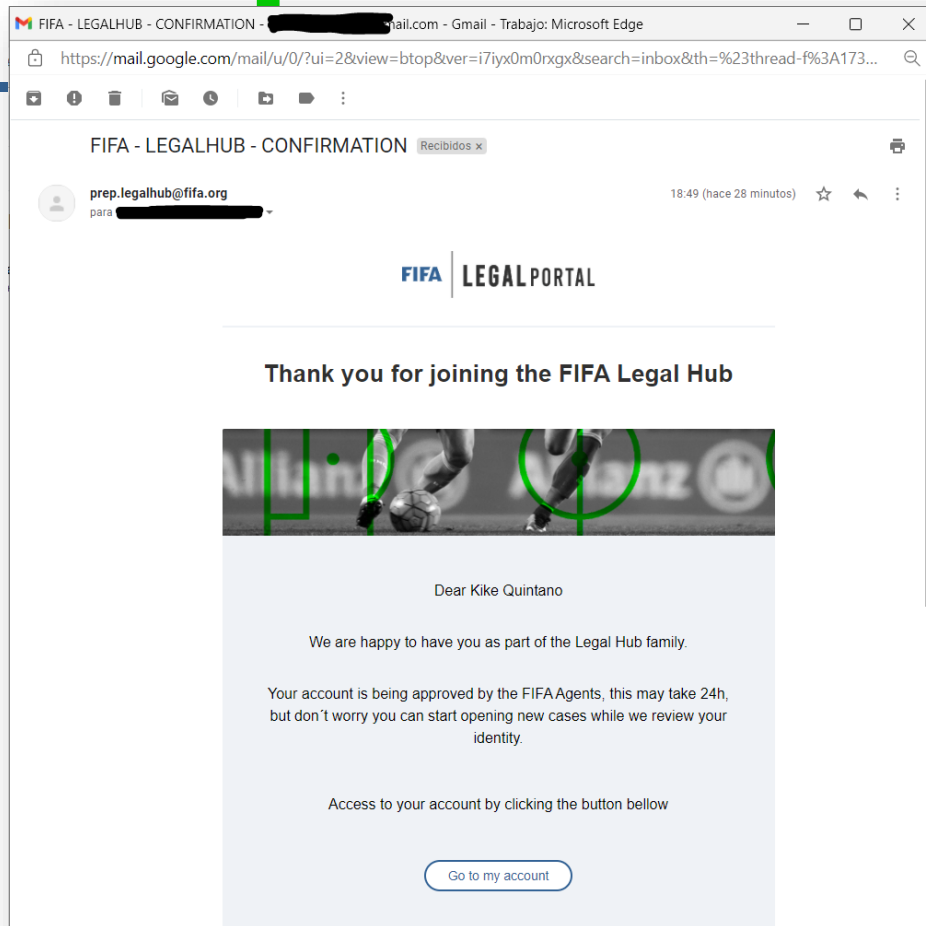 FIFA - LEGALHUB - CONFIRMATION - mail.com - Gmail - Trabajo: Microsoft Edge
https://mail.google.com/mail/u/0/?ui=2&view=btop&ver=i7iyx0m0rxgx&search=inbox&th=%23thread-f%3A173...
FIFA - LEGALHUB - CONFIRMATION Recibidos x
prep.legalhub@fifa.org 18:49 (hace 28 minutos)
para
FIFA LEGAL PORTAL
Thank you for joining the FIFA Legal Hub
Allianz Allianz
Dear Kike Quintano
We are happy to have you as part of the Legal Hub family.
Your account is being approved by the FIFA Agents, this may take 24h,
but don´t worry you can start opening new cases while we review your
identity.
Access to your account by clicking the button bellow
Go to my account